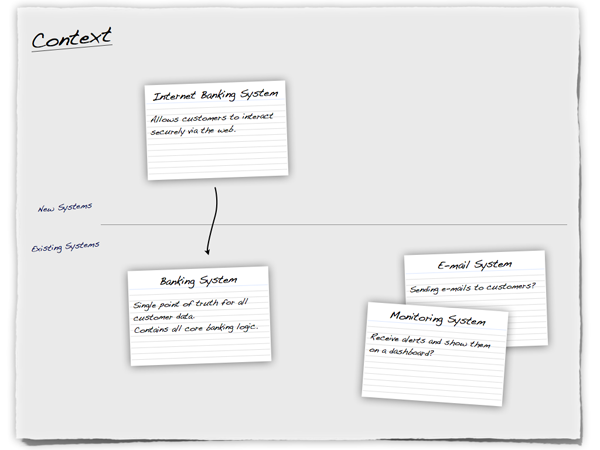 Context
Internet Banking System
Allows customers to interact
securely via the web.
New Systems
Existing Systems
Banking System
Single point of truth for all
customer data.
Contains all core banking logic.
E-mail System
Sending e-mails to customers?
Monitoring System
Receive alerts and show them
on a dashboard?